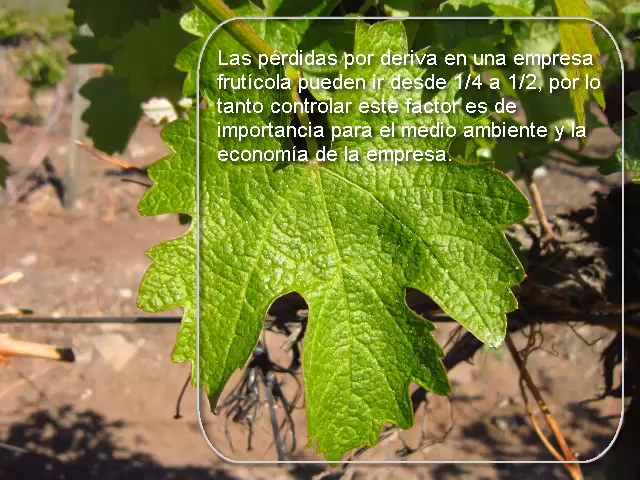 Las pérdidas por deriva en una empresa
frutícola pueden ir desde 1/4 a 1/2, por lo
tanto controlar este factor es de
importancia para el medio ambiente y la
economía de la empresa.